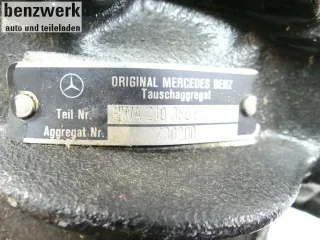 benzwerk
auto und teileladen
ORIGINAL MERCEDES BENZ
Tauschaggregat
Teil Nr.
Aggregat Nr.